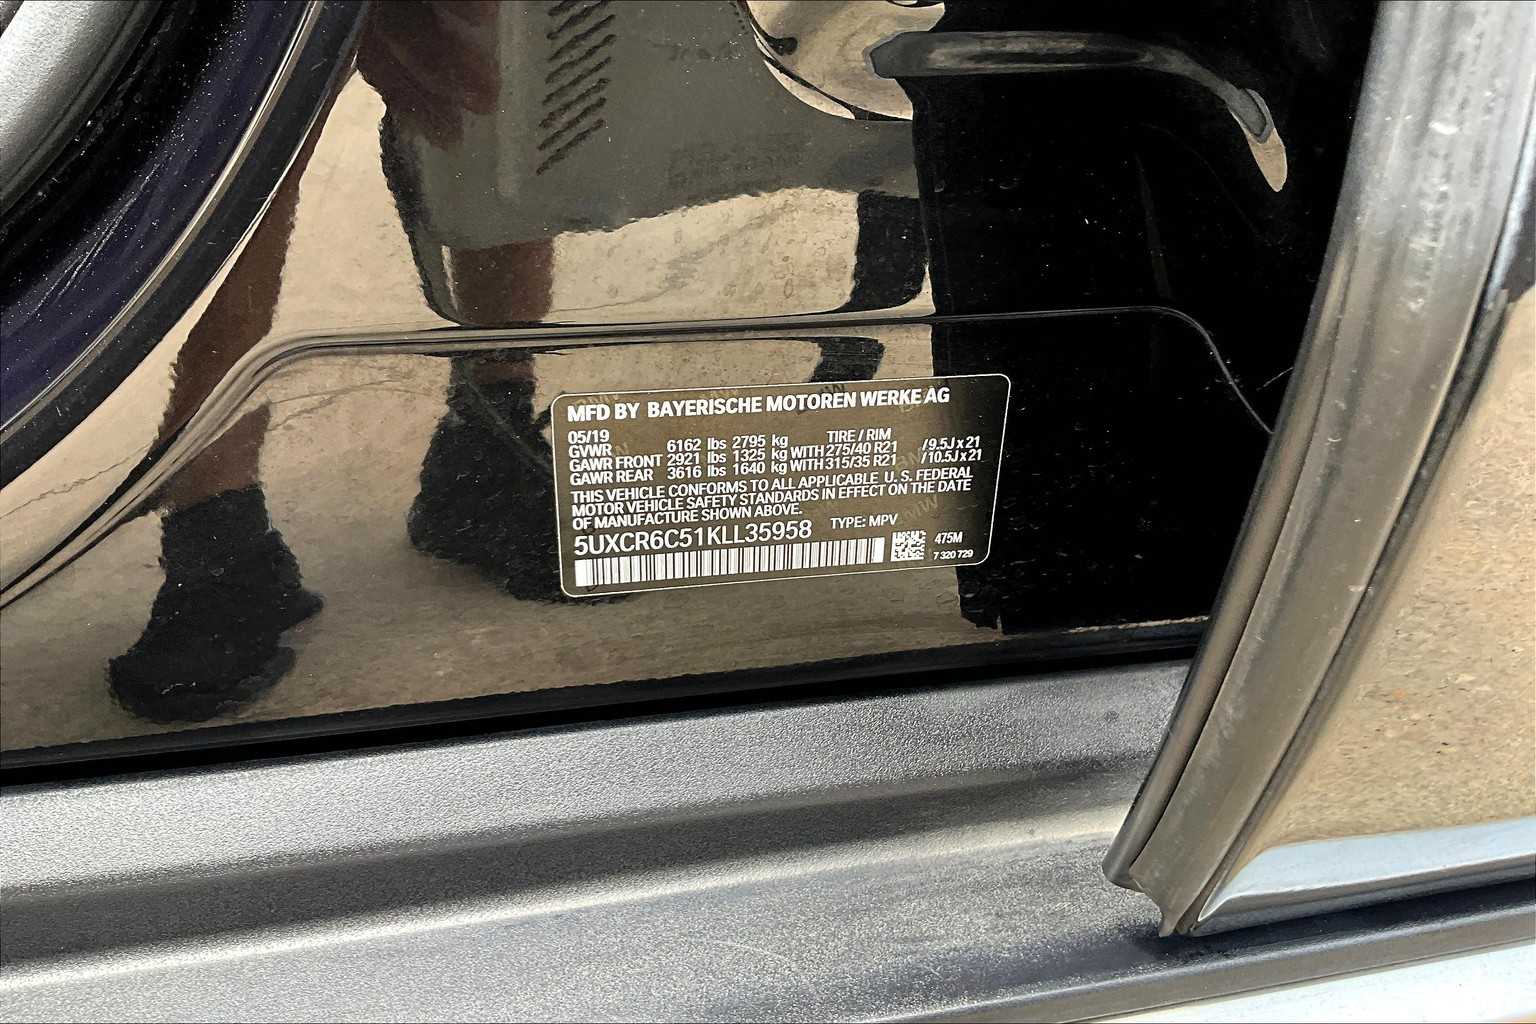 MFD BY BAYERISCHE MOTOREN WERKE AG
05/19 TIRE / RIM
GVWR 6162 lbs 2795 kg
GAWR FRONT 2921 lbs 1325 kg WITH 275/40 R21 /9.5J x 21
GAWR REAR 3616 lbs 1640 kg WITH 315/35 R21 /10.5J x 21
THIS VEHICLE CONFORMS TO ALL APPLICABLE U. S. FEDERAL
MOTOR VEHICLE SAFETY STANDARDS IN EFFECT ON THE DATE
OF MANUFACTURE SHOWN ABOVE.
5UXCR6C51KLL35958 TYPE: MPV
475M
7 320 729